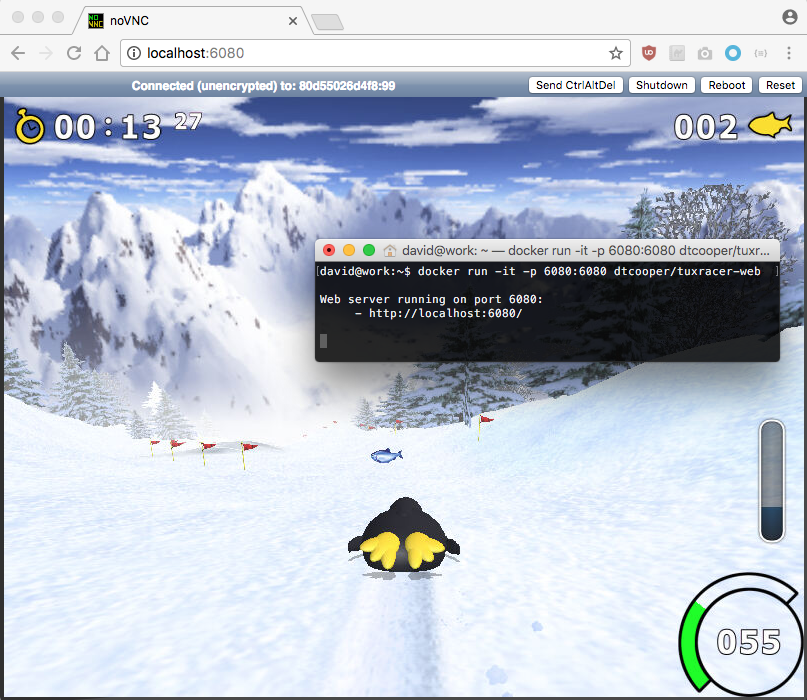 noVNC
localhost:6080
Connected (unencrypted) to: 80d55026d4f8:99
Send CtrlAltDel
Shutdown
Reboot
Reset
00:13 27
002
david@work: ~ — docker run -it -p 6080:6080 dtcooper/tuxr...
[david@work:~$ docker run -it -p 6080:6080 dtcooper/tuxracer-web ]
Web server running on port 6080:
- http://localhost:6080/
055